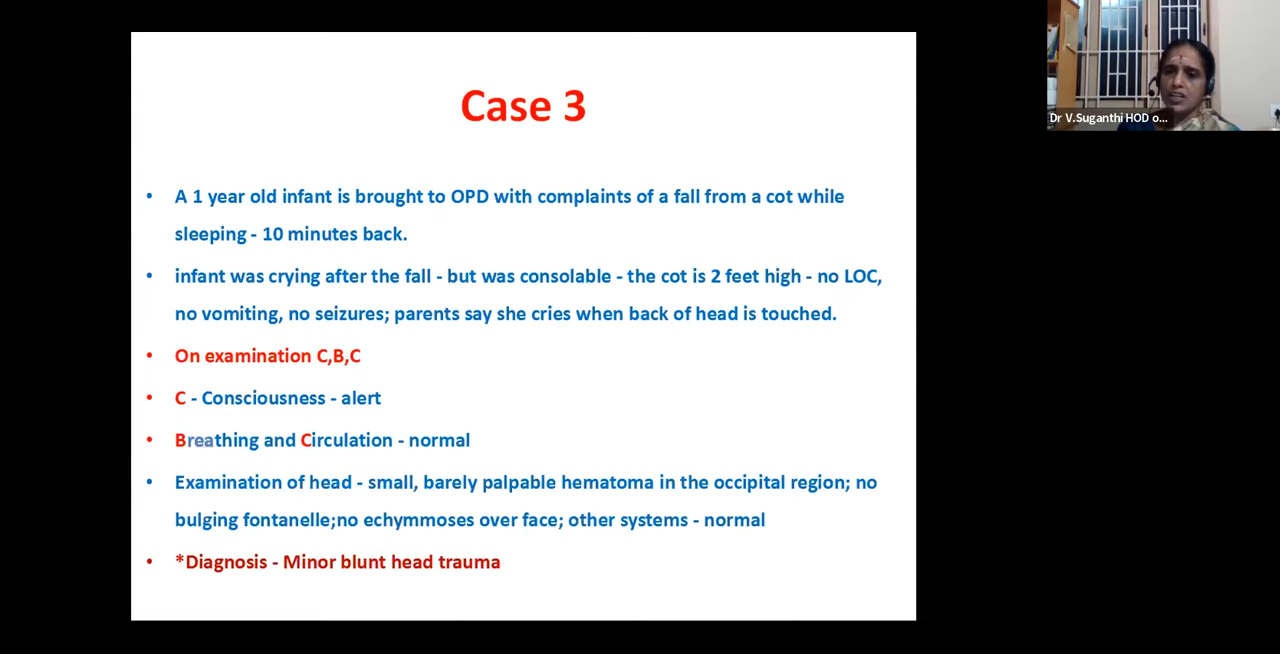 Case 3
Dr V.Suganthi HOD o...
• A 1 year old infant is brought to OPD with complaints of a fall from a cot while
sleeping - 10 minutes back.
• infant was crying after the fall - but was consolable - the cot is 2 feet high - no LOC,
no vomiting, no seizures; parents say she cries when back of head is touched.
• On examination C,B,C
• C - Consciousness - alert
• Breathing and Circulation - normal
• Examination of head - small, barely palpable hematoma in the occipital region; no
bulging fontanelle;no echymmoses over face; other systems - normal
• *Diagnosis - Minor blunt head trauma